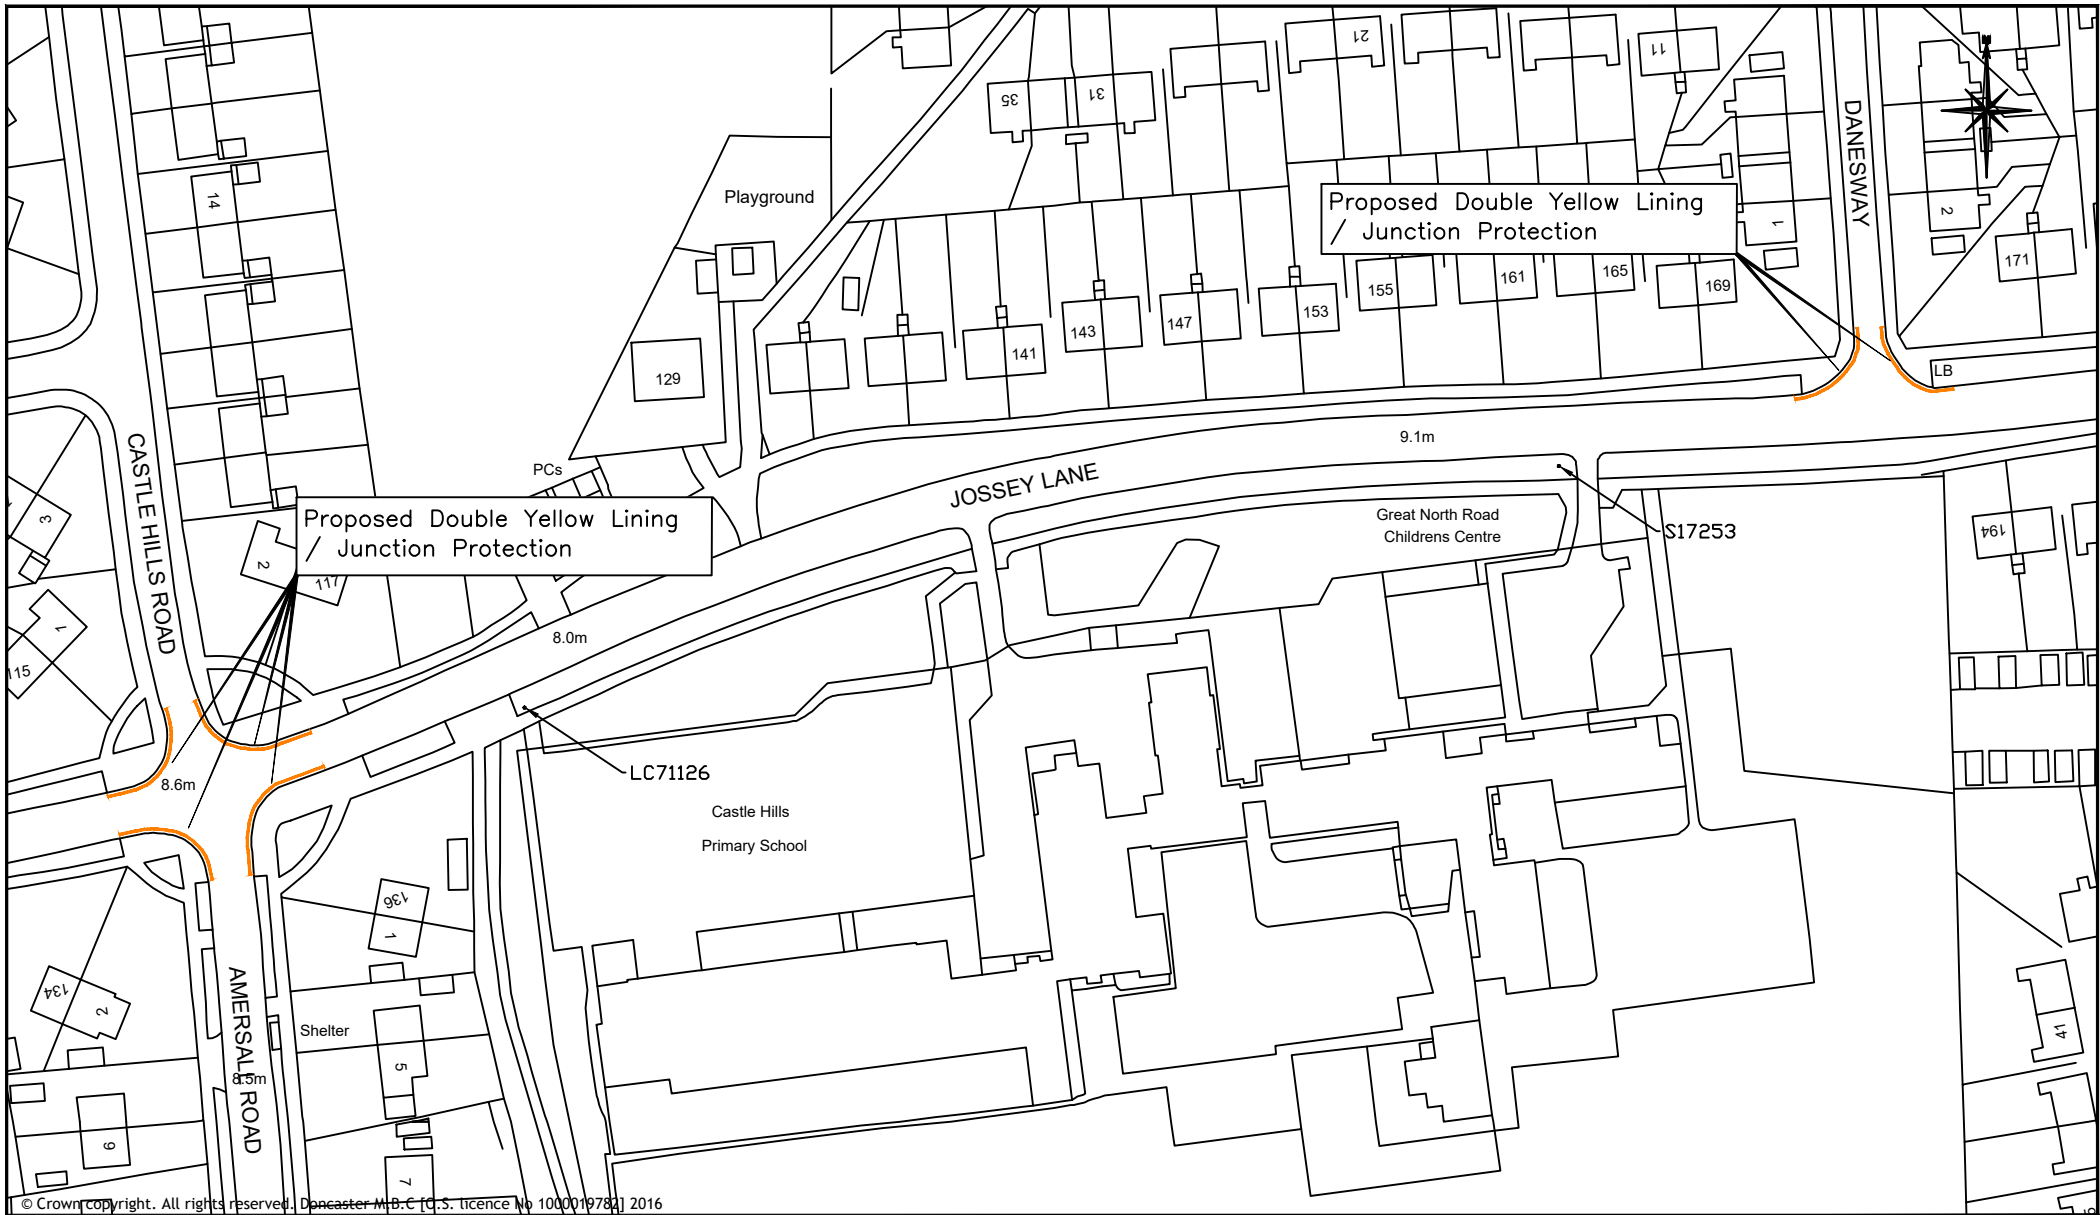 21
11
35
31
14
Playground
DANESWAY
Proposed Double Yellow Lining
/ Junction Protection
1
2
171
129
141
143
147
153
155
161
165
169
LB
9.1m
CASTLE HILLS ROAD
PCs
JOSSEY LANE
Great North Road
Childrens Centre
S17253
194
3
Proposed Double Yellow Lining
/ Junction Protection
2
117
1
115
8.0m
8.6m
LC71126
Castle Hills
Primary School
136
1
134
2
AMERSALL ROAD
Shelter
8.5m
5
41
9
7
© Crown copyright. All rights reserved. Doncaster M.B.C [O.S. licence No 1000019782] 2016